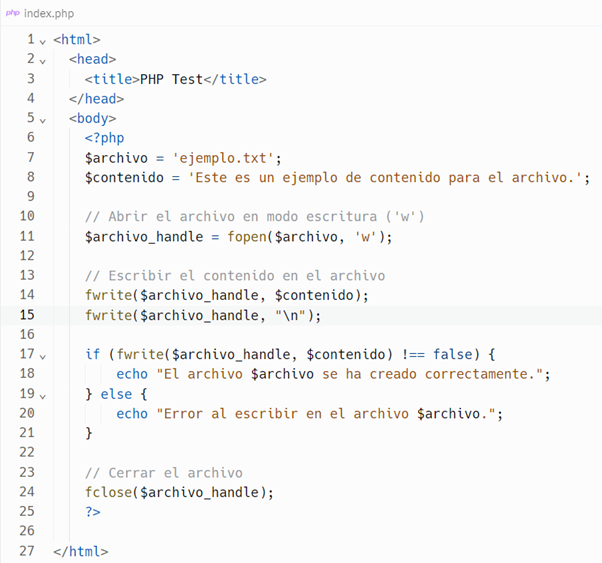 php index.php
1 <html>
2 <head>
3 <title>PHP Test</title>
4 </head>
5 <body>
6 <?php
7 $archivo = 'ejemplo.txt';
8 $contenido = 'Este es un ejemplo de contenido para el archivo.';
9
10 // Abrir el archivo en modo escritura ('w')
11 $archivo_handle = fopen($archivo, 'w');
12
13 // Escribir el contenido en el archivo
14 fwrite($archivo_handle, $contenido);
15 fwrite($archivo_handle, "\n");
16
17 if (fwrite($archivo_handle, $contenido) !== false) {
18 echo "El archivo $archivo se ha creado correctamente.";
19 } else {
20 echo "Error al escribir en el archivo $archivo.";
21 }
22
23 // Cerrar el archivo
24 fclose($archivo_handle);
25 ?>
26
27 </html>